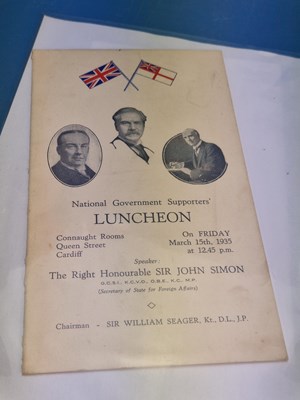 National Government Supporters'
LUNCHEON
Connaught Rooms
Queen Street
Cardiff
On FRIDAY
March 15th, 1935
at 12.45 p.m.
Speaker:
The Right Honourable SIR JOHN SIMON
G.C.S.I., K.C.V.O., O.B.E., K.C., M.P.
(Secretary of State for Foreign Affairs)
Chairman - SIR WILLIAM SEAGER, Kt., D.L., J.P.